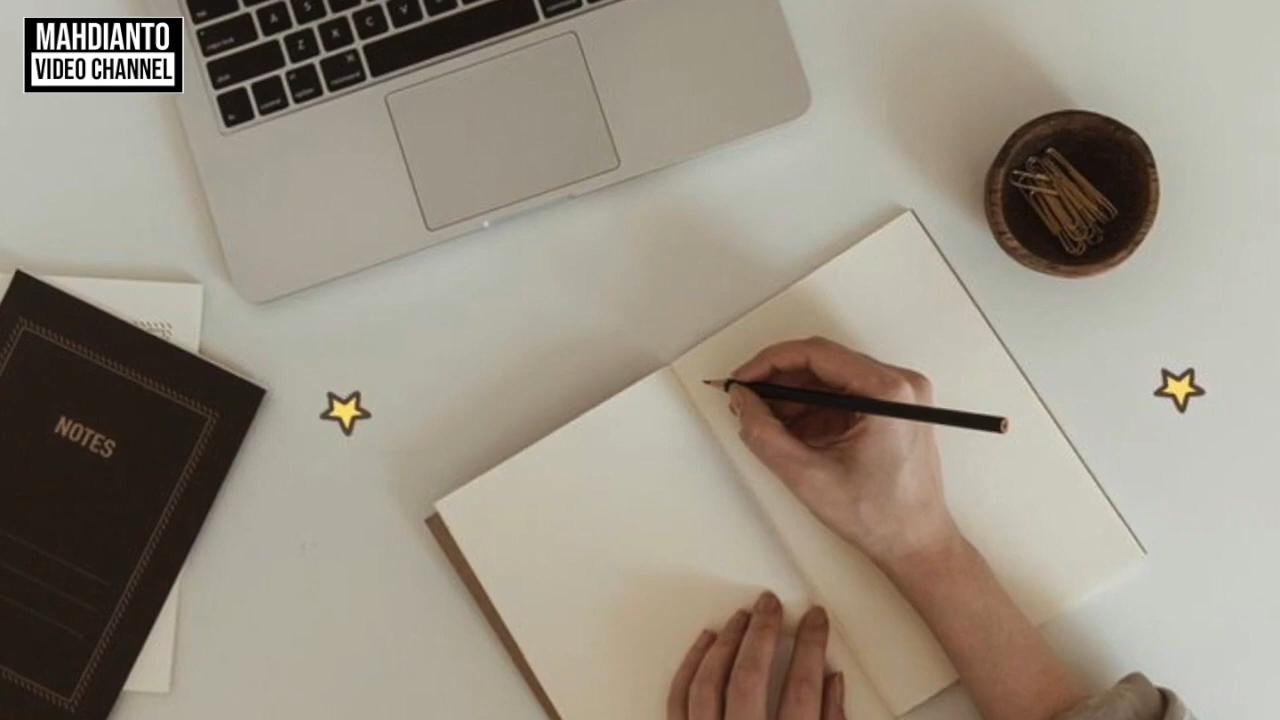 MAHDIANTO
VIDEO CHANNEL
A S
Z X C V
NOTES